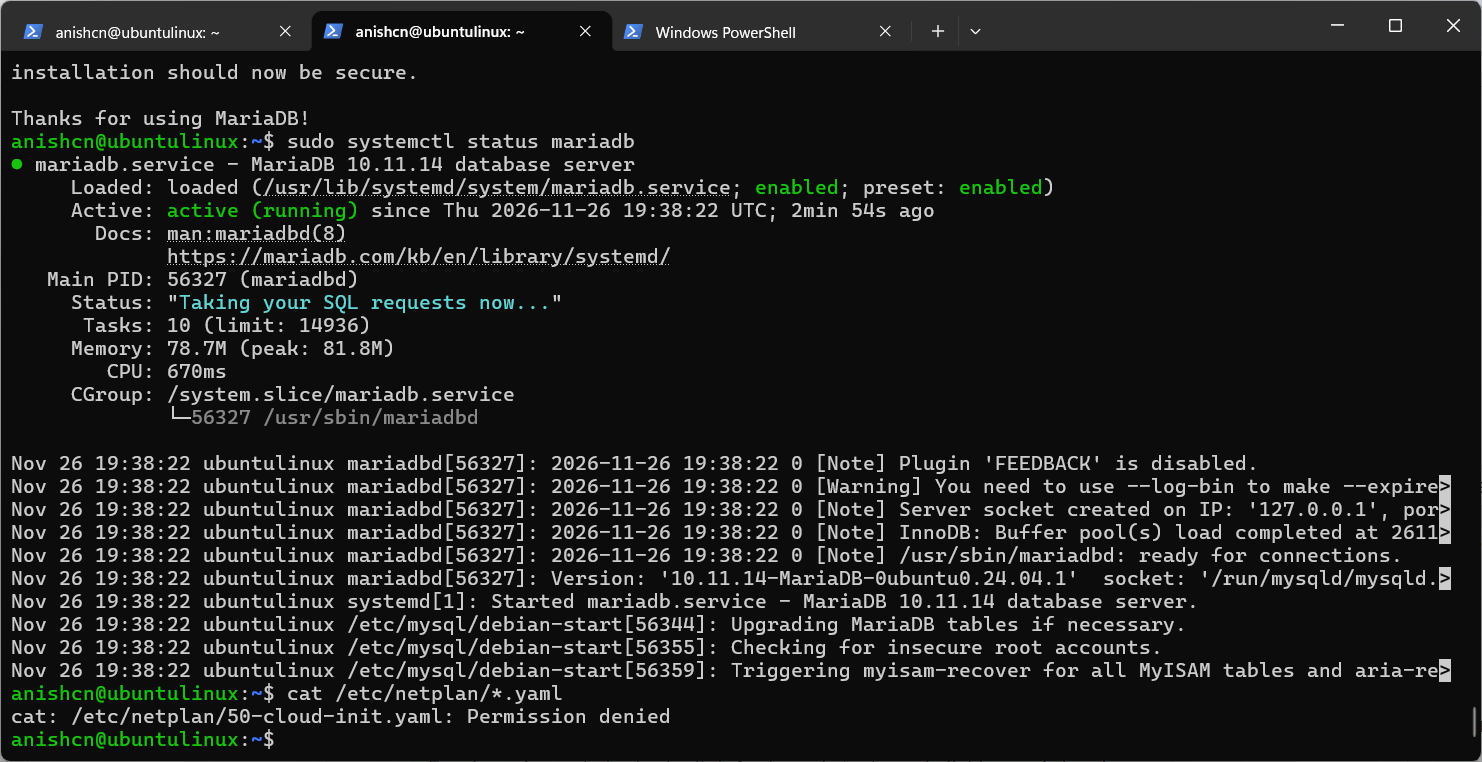 anishcn@ubuntulinux: ~
anishcn@ubuntulinux: ~
Windows PowerShell
installation should now be secure.
Thanks for using MariaDB!
anishcn@ubuntulinux:~$ sudo systemctl status mariadb
● mariadb.service - MariaDB 10.11.14 database server
Loaded: loaded (/usr/lib/systemd/system/mariadb.service; enabled; preset: enabled)
Active: active (running) since Thu 2026-11-26 19:38:22 UTC; 2min 54s ago
Docs: man:mariadbd(8)
https://mariadb.com/kb/en/library/systemd/
Main PID: 56327 (mariadbd)
Status: "Taking your SQL requests now..."
Tasks: 10 (limit: 14936)
Memory: 78.7M (peak: 81.8M)
CPU: 670ms
CGroup: /system.slice/mariadb.service
└─56327 /usr/sbin/mariadbd
Nov 26 19:38:22 ubuntulinux mariadbd[56327]: 2026-11-26 19:38:22 0 [Note] Plugin 'FEEDBACK' is disabled.
Nov 26 19:38:22 ubuntulinux mariadbd[56327]: 2026-11-26 19:38:22 0 [Warning] You need to use --log-bin to make --expire>
Nov 26 19:38:22 ubuntulinux mariadbd[56327]: 2026-11-26 19:38:22 0 [Note] Server socket created on IP: '127.0.0.1', por>
Nov 26 19:38:22 ubuntulinux mariadbd[56327]: 2026-11-26 19:38:22 0 [Note] InnoDB: Buffer pool(s) load completed at 2611>
Nov 26 19:38:22 ubuntulinux mariadbd[56327]: 2026-11-26 19:38:22 0 [Note] /usr/sbin/mariadbd: ready for connections.
Nov 26 19:38:22 ubuntulinux mariadbd[56327]: Version: '10.11.14-MariaDB-0ubuntu0.24.04.1'  socket: '/run/mysqld/mysqld.>
Nov 26 19:38:22 ubuntulinux systemd[1]: Started mariadb.service - MariaDB 10.11.14 database server.
Nov 26 19:38:22 ubuntulinux /etc/mysql/debian-start[56344]: Upgrading MariaDB tables if necessary.
Nov 26 19:38:22 ubuntulinux /etc/mysql/debian-start[56355]: Checking for insecure root accounts.
Nov 26 19:38:22 ubuntulinux /etc/mysql/debian-start[56359]: Triggering myisam-recover for all MyISAM tables and aria-re>
anishcn@ubuntulinux:~$ cat /etc/netplan/*.yaml
cat: /etc/netplan/50-cloud-init.yaml: Permission denied
anishcn@ubuntulinux:~$